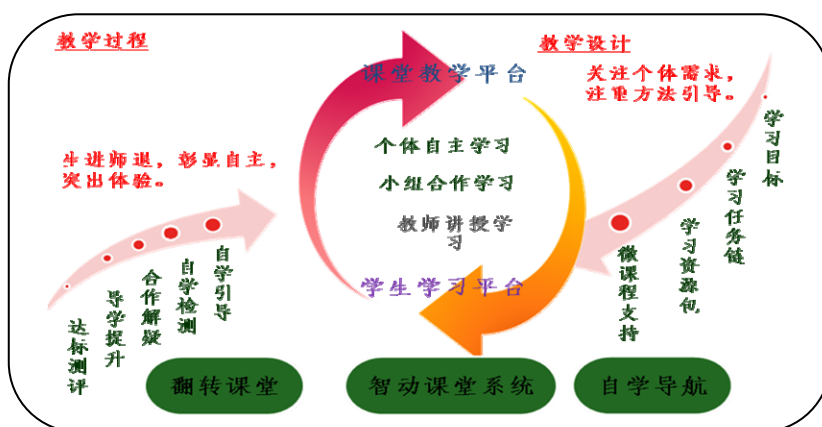 教学过程
生进师退，彰显自主，
突出体验。
达标测评
导学提升
合作解疑
自学检测
自学引导
课堂教学平台
个体自主学习
小组合作学习
教师讲授学
习
学生学习平台
教学设计
关注个体需求，
注重方法引导。
微课程支持
学习资源包
学习任务链
学习目标
翻转课堂
智动课堂系统
自学导航